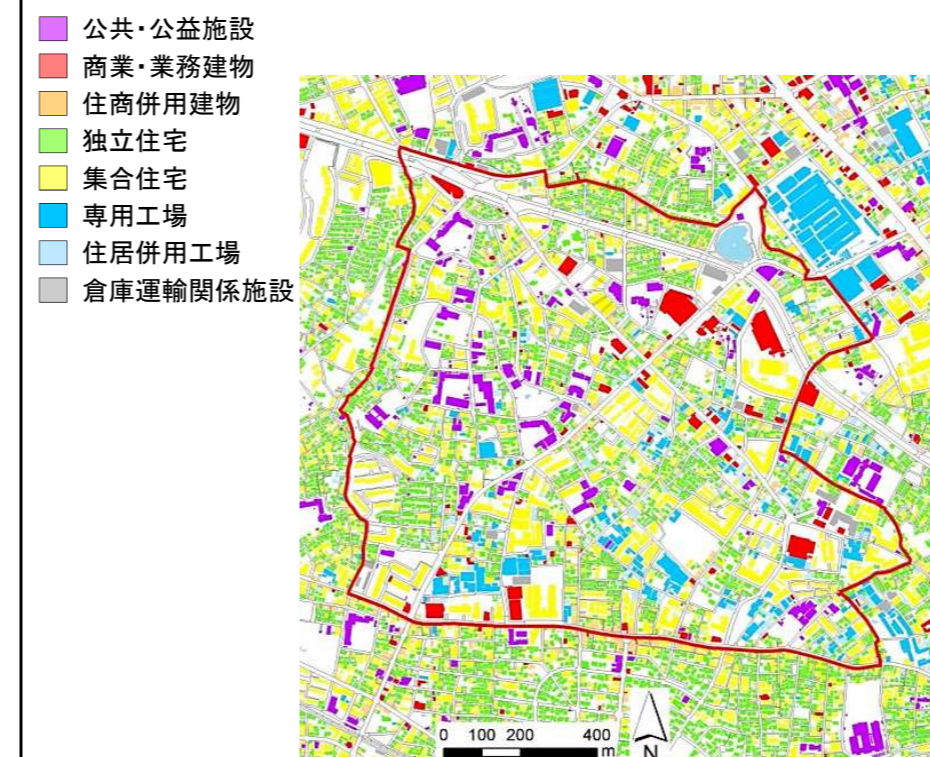 公共・公益施設
商業・業務建物
住商併用建物
独立住宅
集合住宅
専用工場
住居併用工場
倉庫運輸関係施設
0 100 200 400
m
N